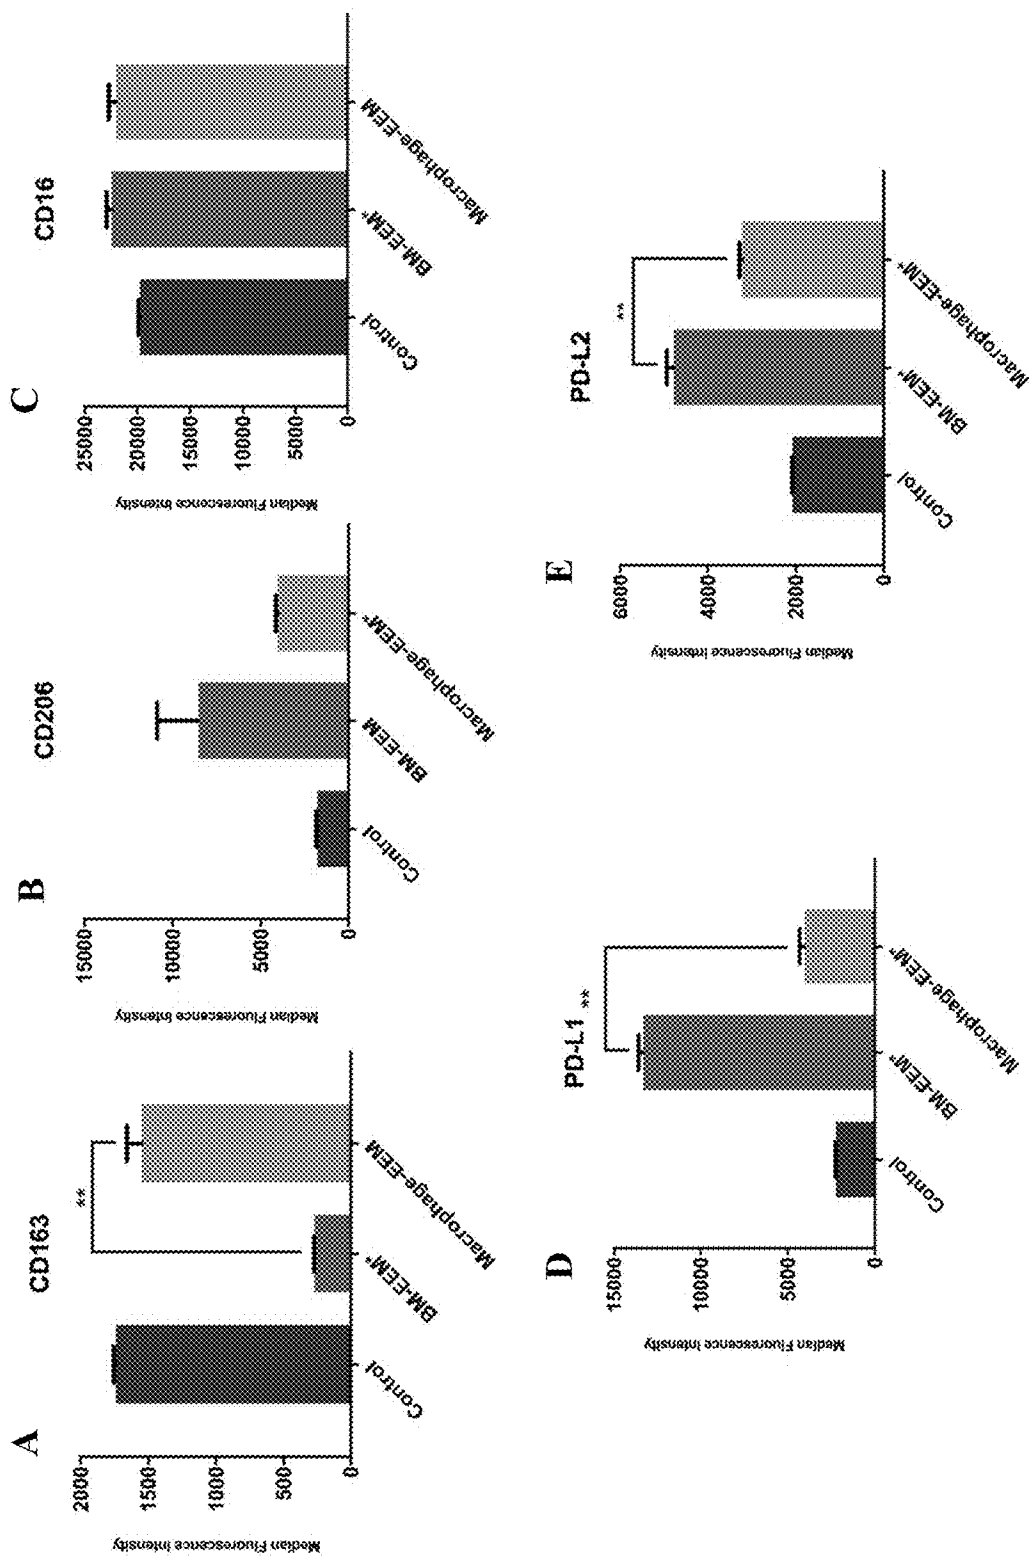 A
CD163
Median Fluorescence Intensity
2000
1500
1000
500
0
**
Control
BM-EEM*
Macrophage-EEM
B
CD206
Median Fluorescence Intensity
15000
10000
5000
0
Control
BM-EEM
Macrophage-EEM*
C
CD16
Median Fluorescence Intensity
25000
20000
15000
10000
5000
0
Control
BM-EEM*
Macrophage-EEM
D
PD-L1
Median Fluorescence Intensity
15000
10000
5000
0
**
Control
BM-EEM*
Macrophage-EEM*
E
PD-L2
Median Fluorescence Intensity
6000
4000
2000
0
**
Control
BM-EEM*
Macrophage-EEM*